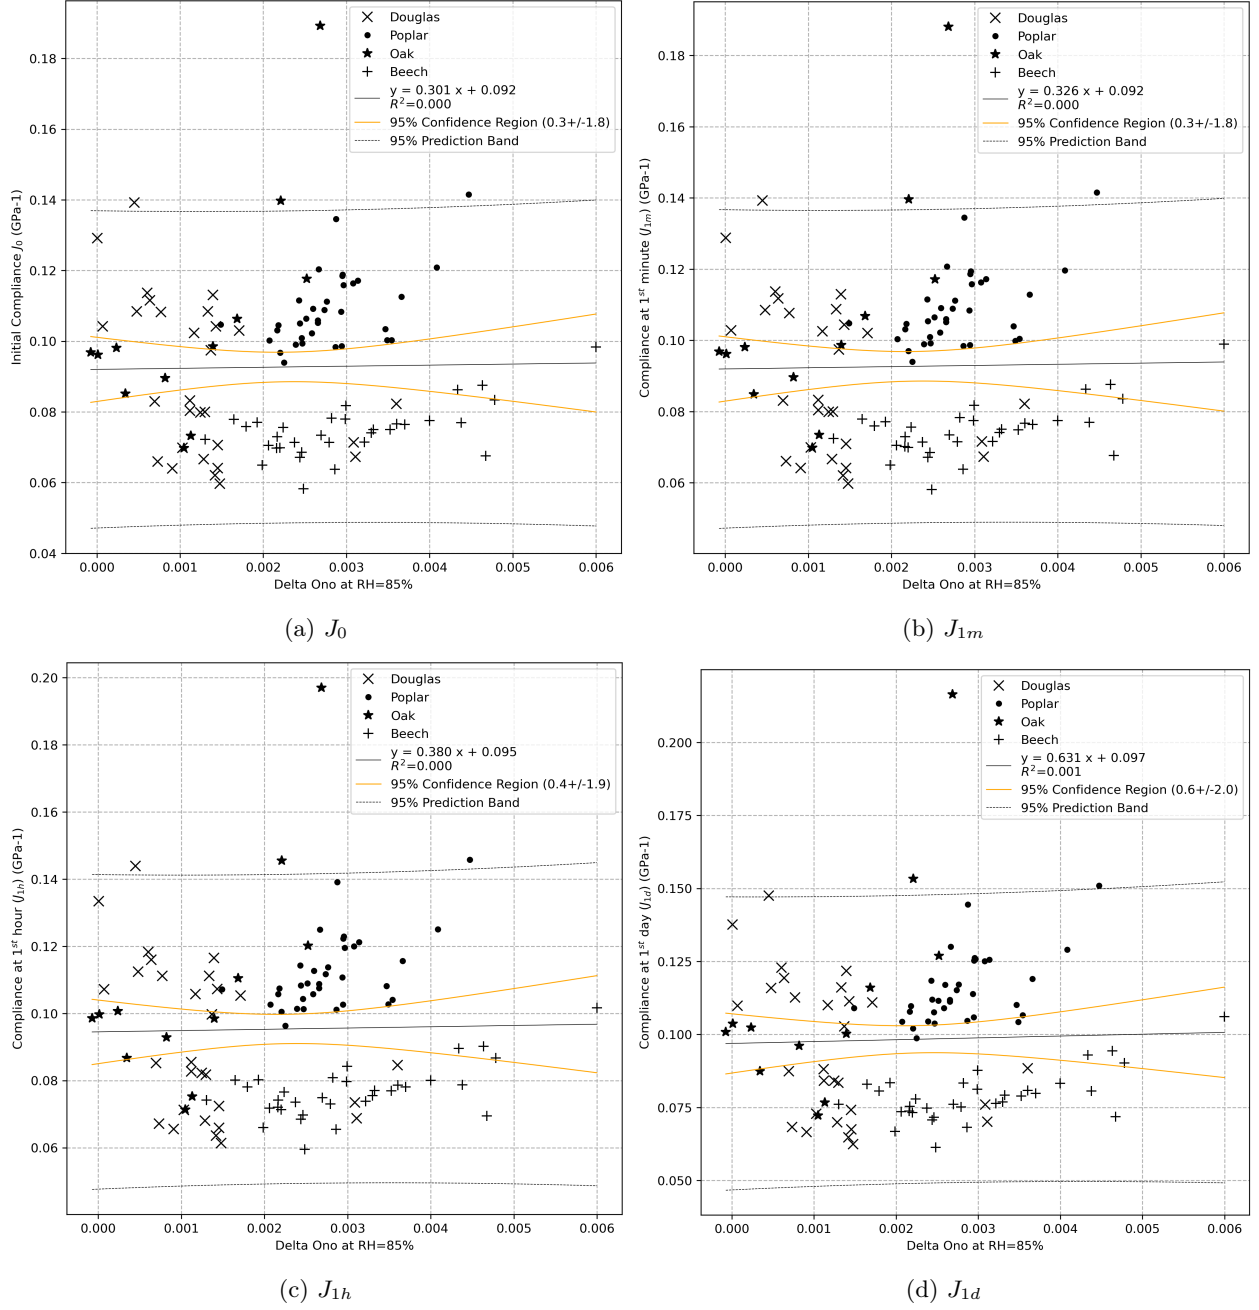 Douglas
Poplar
Oak
Beech
y = 0.301 x + 0.092
R²=0.000
95% Confidence Region (0.3+/-1.8)
95% Prediction Band
0.18
0.16
0.14
0.12
0.10
0.08
0.06
0.04
Initial Compliance J₀ (GPa-1)
0.000 0.001 0.002 0.003 0.004 0.005 0.006
Delta Ono at RH=85%
(a) J₀
Douglas
Poplar
Oak
Beech
y = 0.326 x + 0.092
R²=0.000
95% Confidence Region (0.3+/-1.8)
95% Prediction Band
0.18
0.16
0.14
0.12
0.10
0.08
0.06
Compliance at 1ˢᵗ minute (J₁ₘ) (GPa-1)
0.000 0.001 0.002 0.003 0.004 0.005 0.006
Delta Ono at RH=85%
(b) J₁ₘ
Douglas
Poplar
Oak
Beech
y = 0.380 x + 0.095
R²=0.000
95% Confidence Region (0.4+/-1.9)
95% Prediction Band
0.20
0.18
0.16
0.14
0.12
0.10
0.08
0.06
Compliance at 1ˢᵗ hour (J₁ₕ) (GPa-1)
0.000 0.001 0.002 0.003 0.004 0.005 0.006
Delta Ono at RH=85%
(c) J₁ₕ
Douglas
Poplar
Oak
Beech
y = 0.631 x + 0.097
R²=0.001
95% Confidence Region (0.6+/-2.0)
95% Prediction Band
0.200
0.175
0.150
0.125
0.100
0.075
0.050
Compliance at 1ˢᵗ day (J_{1d}) (GPa-1)
0.000 0.001 0.002 0.003 0.004 0.005 0.006
Delta Ono at RH=85%
(d) J_{1d}